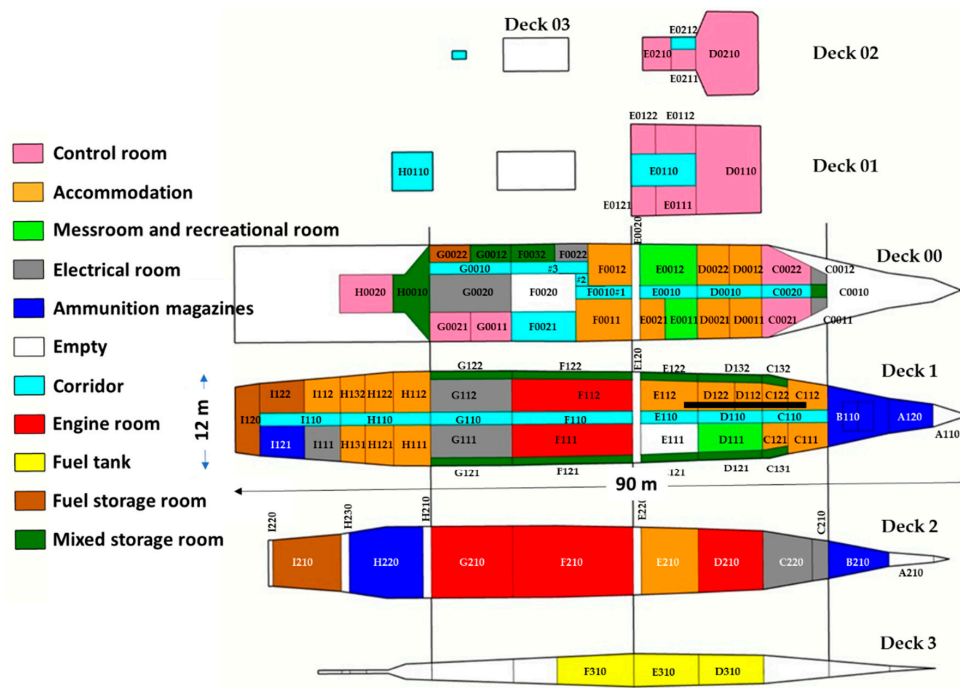 Deck 03
E0212
E0210
D0210
Deck 02
E0211
E0122
E0112
H0110
E0110
D0110
Deck 01
E0121
E0111
E0020
Control room
Accommodation
Messroom and recreational room
Electrical room
Ammunition magazines
Empty
Corridor
Engine room
Fuel tank
Fuel storage room
Mixed storage room
G0022
G0012
F0032
F0022
Deck 00
G0010
#3
F0012
E0012
D0022
D0012
C0022
C0012
#2
H0020
H0010
G0020
F0020
F0010#1
E0010
D0010
C0020
C0010
G0021
G0011
F0021
F0011
E0021
E0011
D0021
D0011
C0021
C0011
E120
G122
F122
E122
D132
C132
Deck 1
I122
I112
H132
H122
H112
G112
F112
E112
D122
D112
C122
C112
I120
I110
H110
G110
F110
E110
D110
C110
B110
A120
A110
12 m
I121
I111
H131
H121
H111
G111
F111
E111
D111
C121
C111
G121
F121
D121
C131
90 m
I220
H230
H210
E220
C210
Deck 2
I210
H220
G210
F210
E210
D210
C220
B210
A210
Deck 3
F310
E310
D310